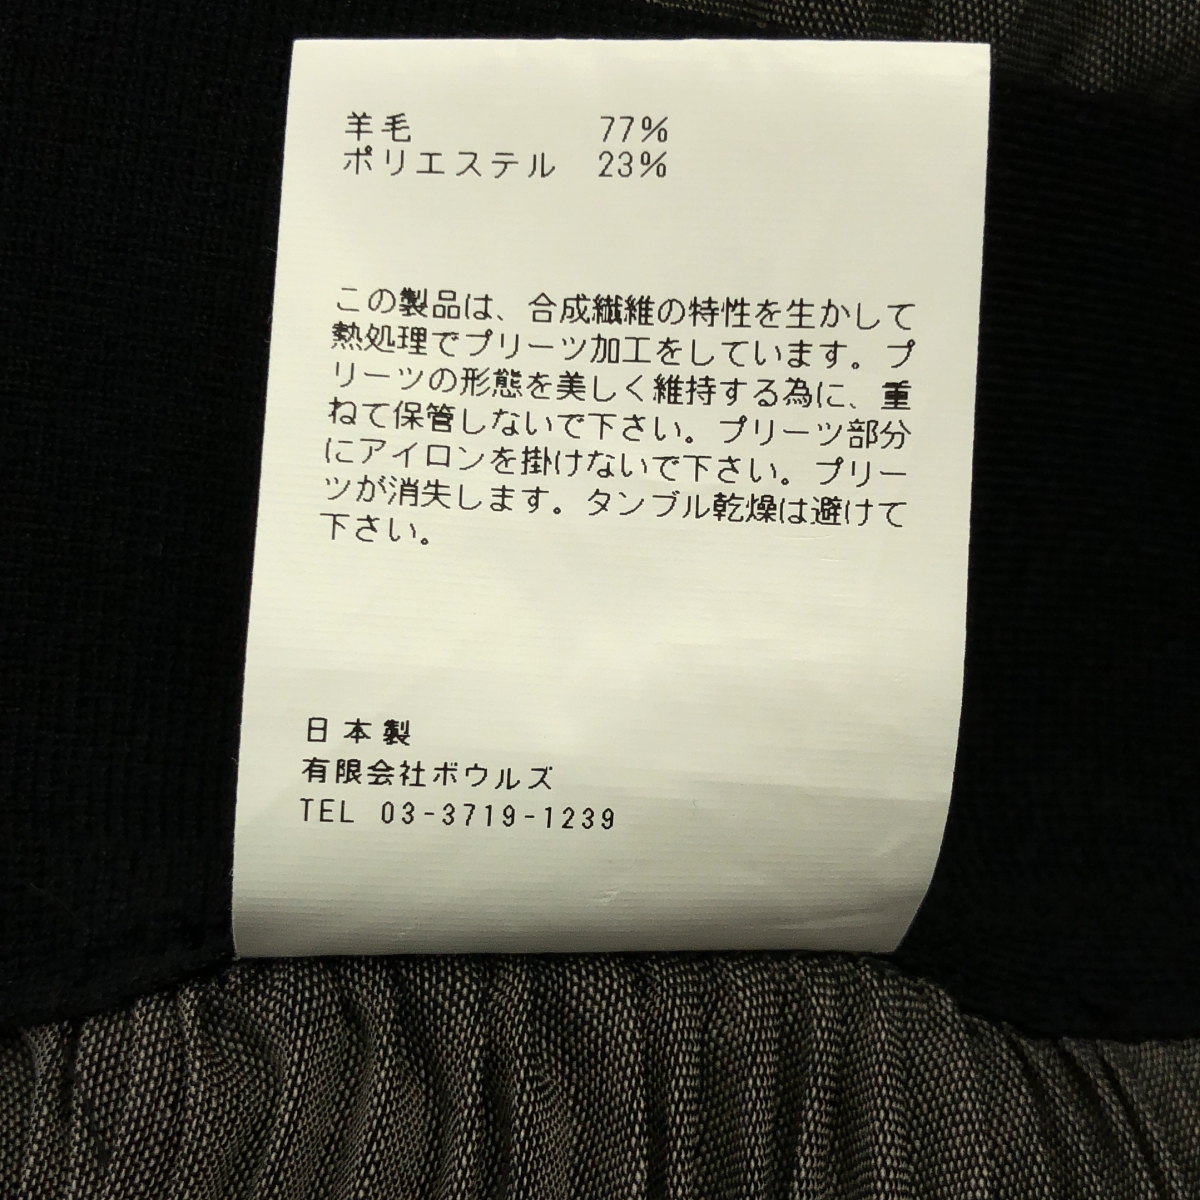 羊毛 77%
ポリエステル 23%
この製品は、合成繊維の特性を生かして
熱処理でプリーツ加工をしています。プ
リーツの形態を美しく維持する為に、重
ねて保管しないで下さい。プリーツ部分
にアイロンを掛けないで下さい。プリー
ツが消失します。タンブル乾燥は避けて
下さい。
日本製
有限会社ボウルズ
TEL 03-3719-1239